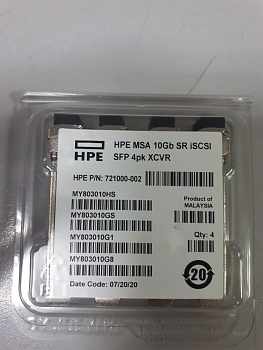 HPE
HPE MSA 10Gb SR iSCSI
SFP 4pk XCVR
HPE P/N: 721000-002
MY803010HS
MY803010GS
MY803010G1
MY803010G8
Product of
MALAYSIA
Qty: 4
20
Date Code: 07/20/20